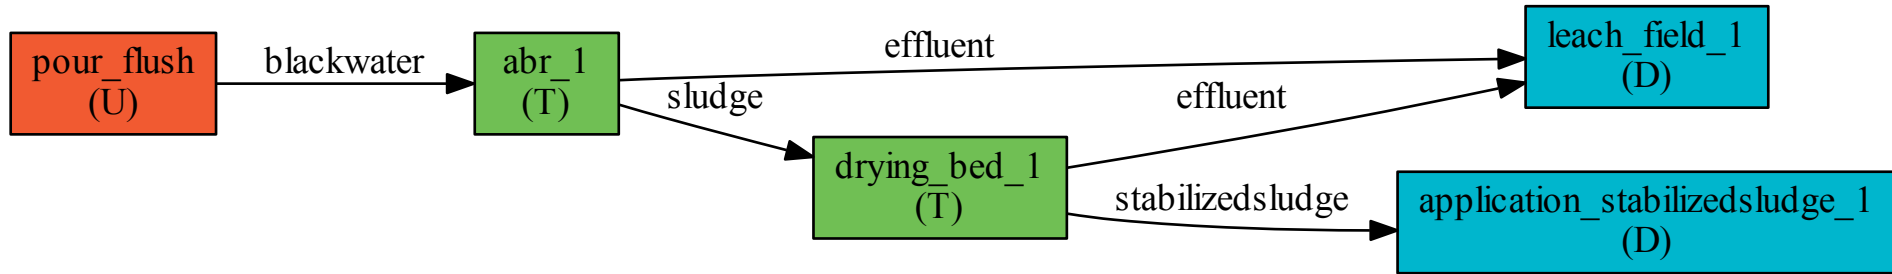 pour_flush
(U)
blackwater
abr_1
(T)
effluent
sludge
drying_bed_1
(T)
effluent
stabilizedsludge
leach_field_1
(D)
application_stabilizedsludge_1
(D)